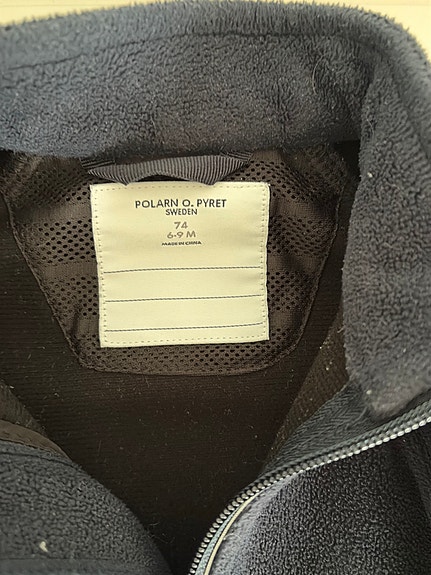 POLARN O. PYRET
SWEDEN
74
6-9 M
MADE IN CHINA